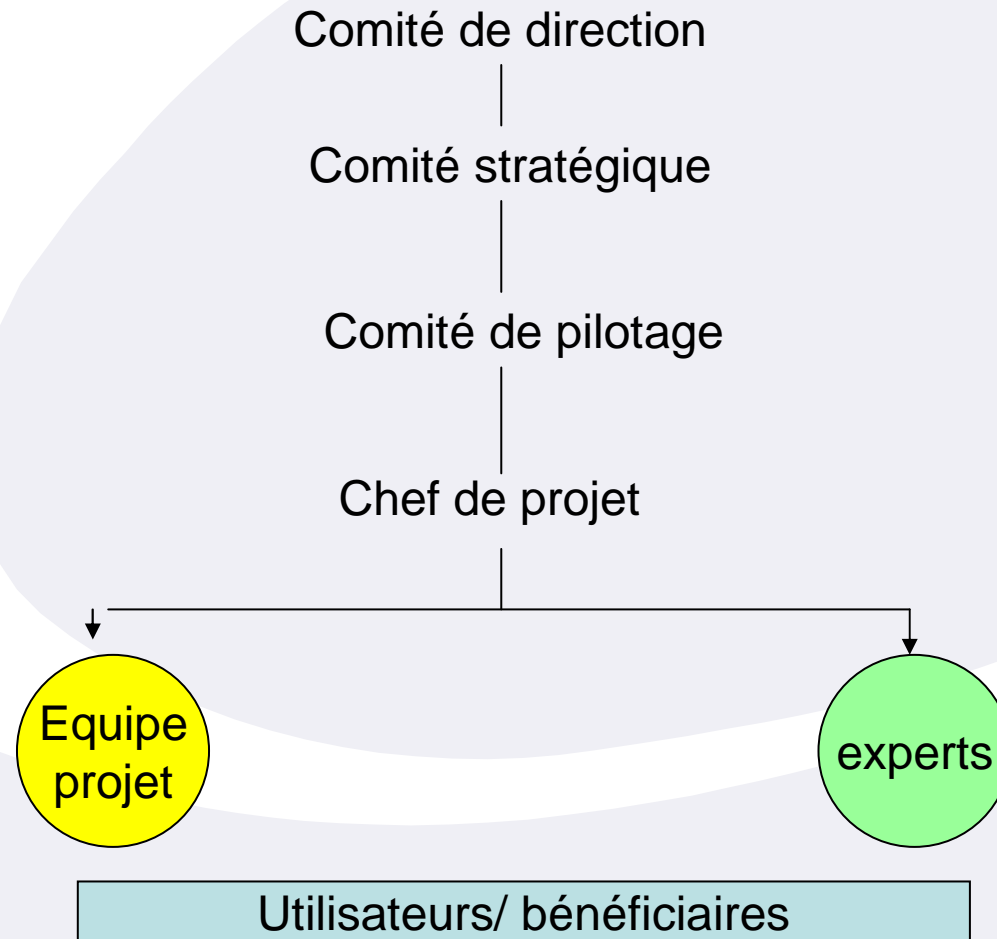 Comité de direction
Comité stratégique
Comité de pilotage
Chef de projet
Equipe
projet
experts
Utilisateurs/ bénéficiaires